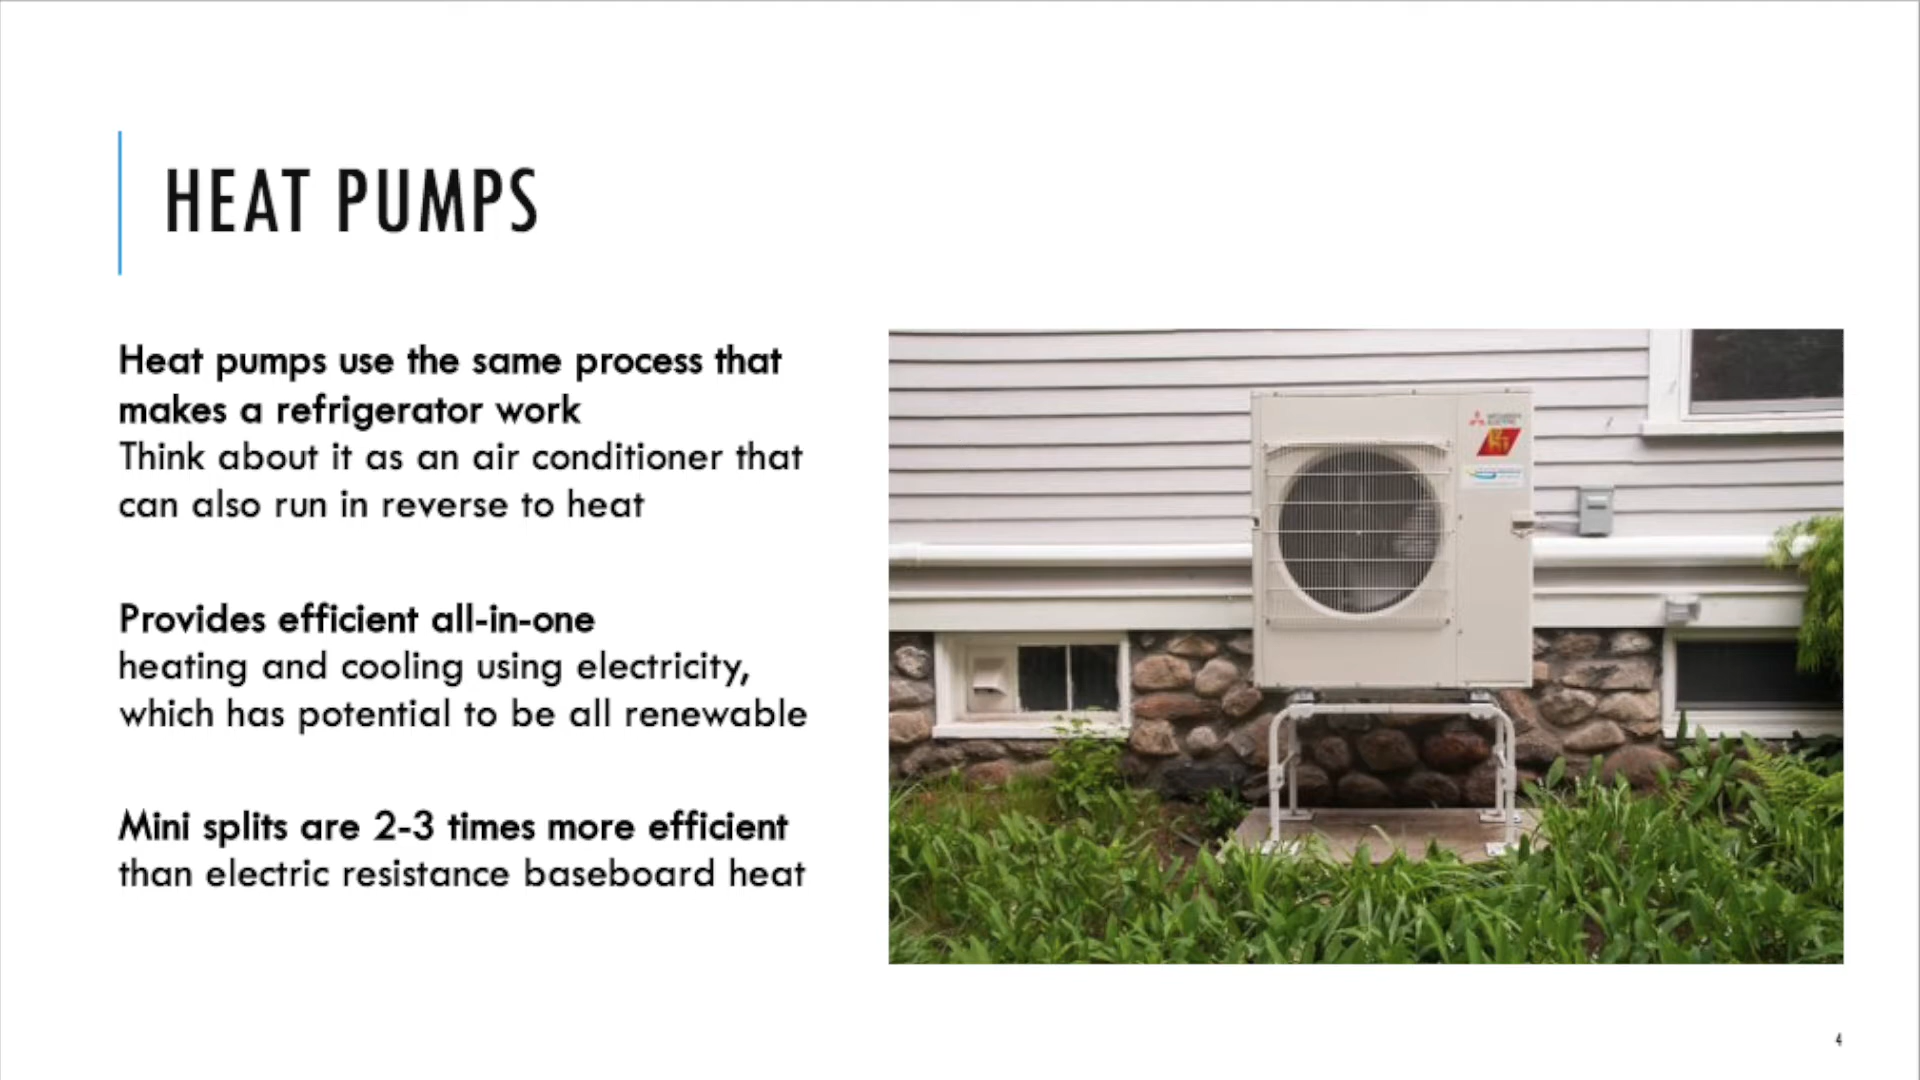 HEAT PUMPS
Heat pumps use the same process that
makes a refrigerator work
Think about it as an air conditioner that
can also run in reverse to heat
Provides efficient all-in-one
heating and cooling using electricity,
which has potential to be all renewable
Mini splits are 2-3 times more efficient
than electric resistance baseboard heat
MITSUBISHI
ELECTRIC
4